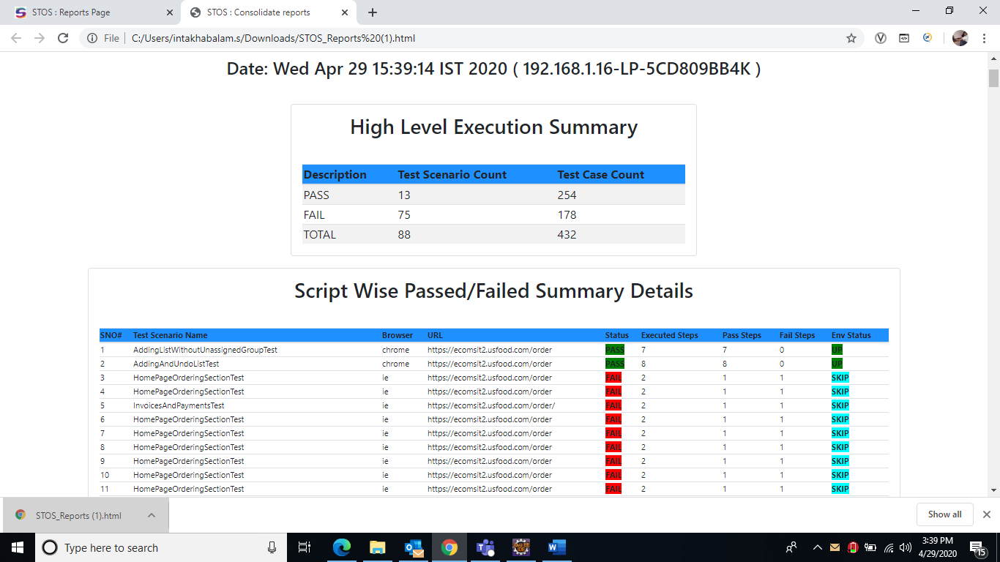 STOS : Reports Page
STOS : Consolidate reports
File | C:/Users/intakhabalam.s/Downloads/STOS_Reports%20(1).html
Date: Wed Apr 29 15:39:14 IST 2020 ( 192.168.1.16-LP-5CD809BB4K )
High Level Execution Summary
Description Test Scenario Count Test Case Count
PASS 13 254
FAIL 75 178
TOTAL 88 432
Script Wise Passed/Failed Summary Details
SNO# Test Scenario Name Browser URL Status Executed Steps Pass Steps Fail Steps Env Status
1 AddingListWithoutUnassignedGroupTest chrome https://ecomsit2.usfood.com/order PASS 7 7 0 UP
2 AddingAndUndoListTest chrome https://ecomsit2.usfood.com/order PASS 8 8 0 UP
3 HomePageOrderingSectionTest ie https://ecomsit2.usfood.com/order FAIL 2 1 1 SKIP
4 HomePageOrderingSectionTest ie https://ecomsit2.usfood.com/order FAIL 2 1 1 SKIP
5 InvoicesAndPaymentsTest ie https://ecomsit2.usfood.com/order/ FAIL 2 1 1 SKIP
6 HomePageOrderingSectionTest ie https://ecomsit2.usfood.com/order FAIL 2 1 1 SKIP
7 HomePageOrderingSectionTest ie https://ecomsit2.usfood.com/order FAIL 2 1 1 SKIP
8 HomePageOrderingSectionTest ie https://ecomsit2.usfood.com/order FAIL 2 1 1 SKIP
9 HomePageOrderingSectionTest ie https://ecomsit2.usfood.com/order FAIL 2 1 1 SKIP
10 HomePageOrderingSectionTest ie https://ecomsit2.usfood.com/order FAIL 2 1 1 SKIP
11 HomePageOrderingSectionTest ie https://ecomsit2.usfood.com/order FAIL 2 1 1 SKIP
STOS_Reports (1).html
Show all
Type here to search
3:39 PM
4/29/2020
15